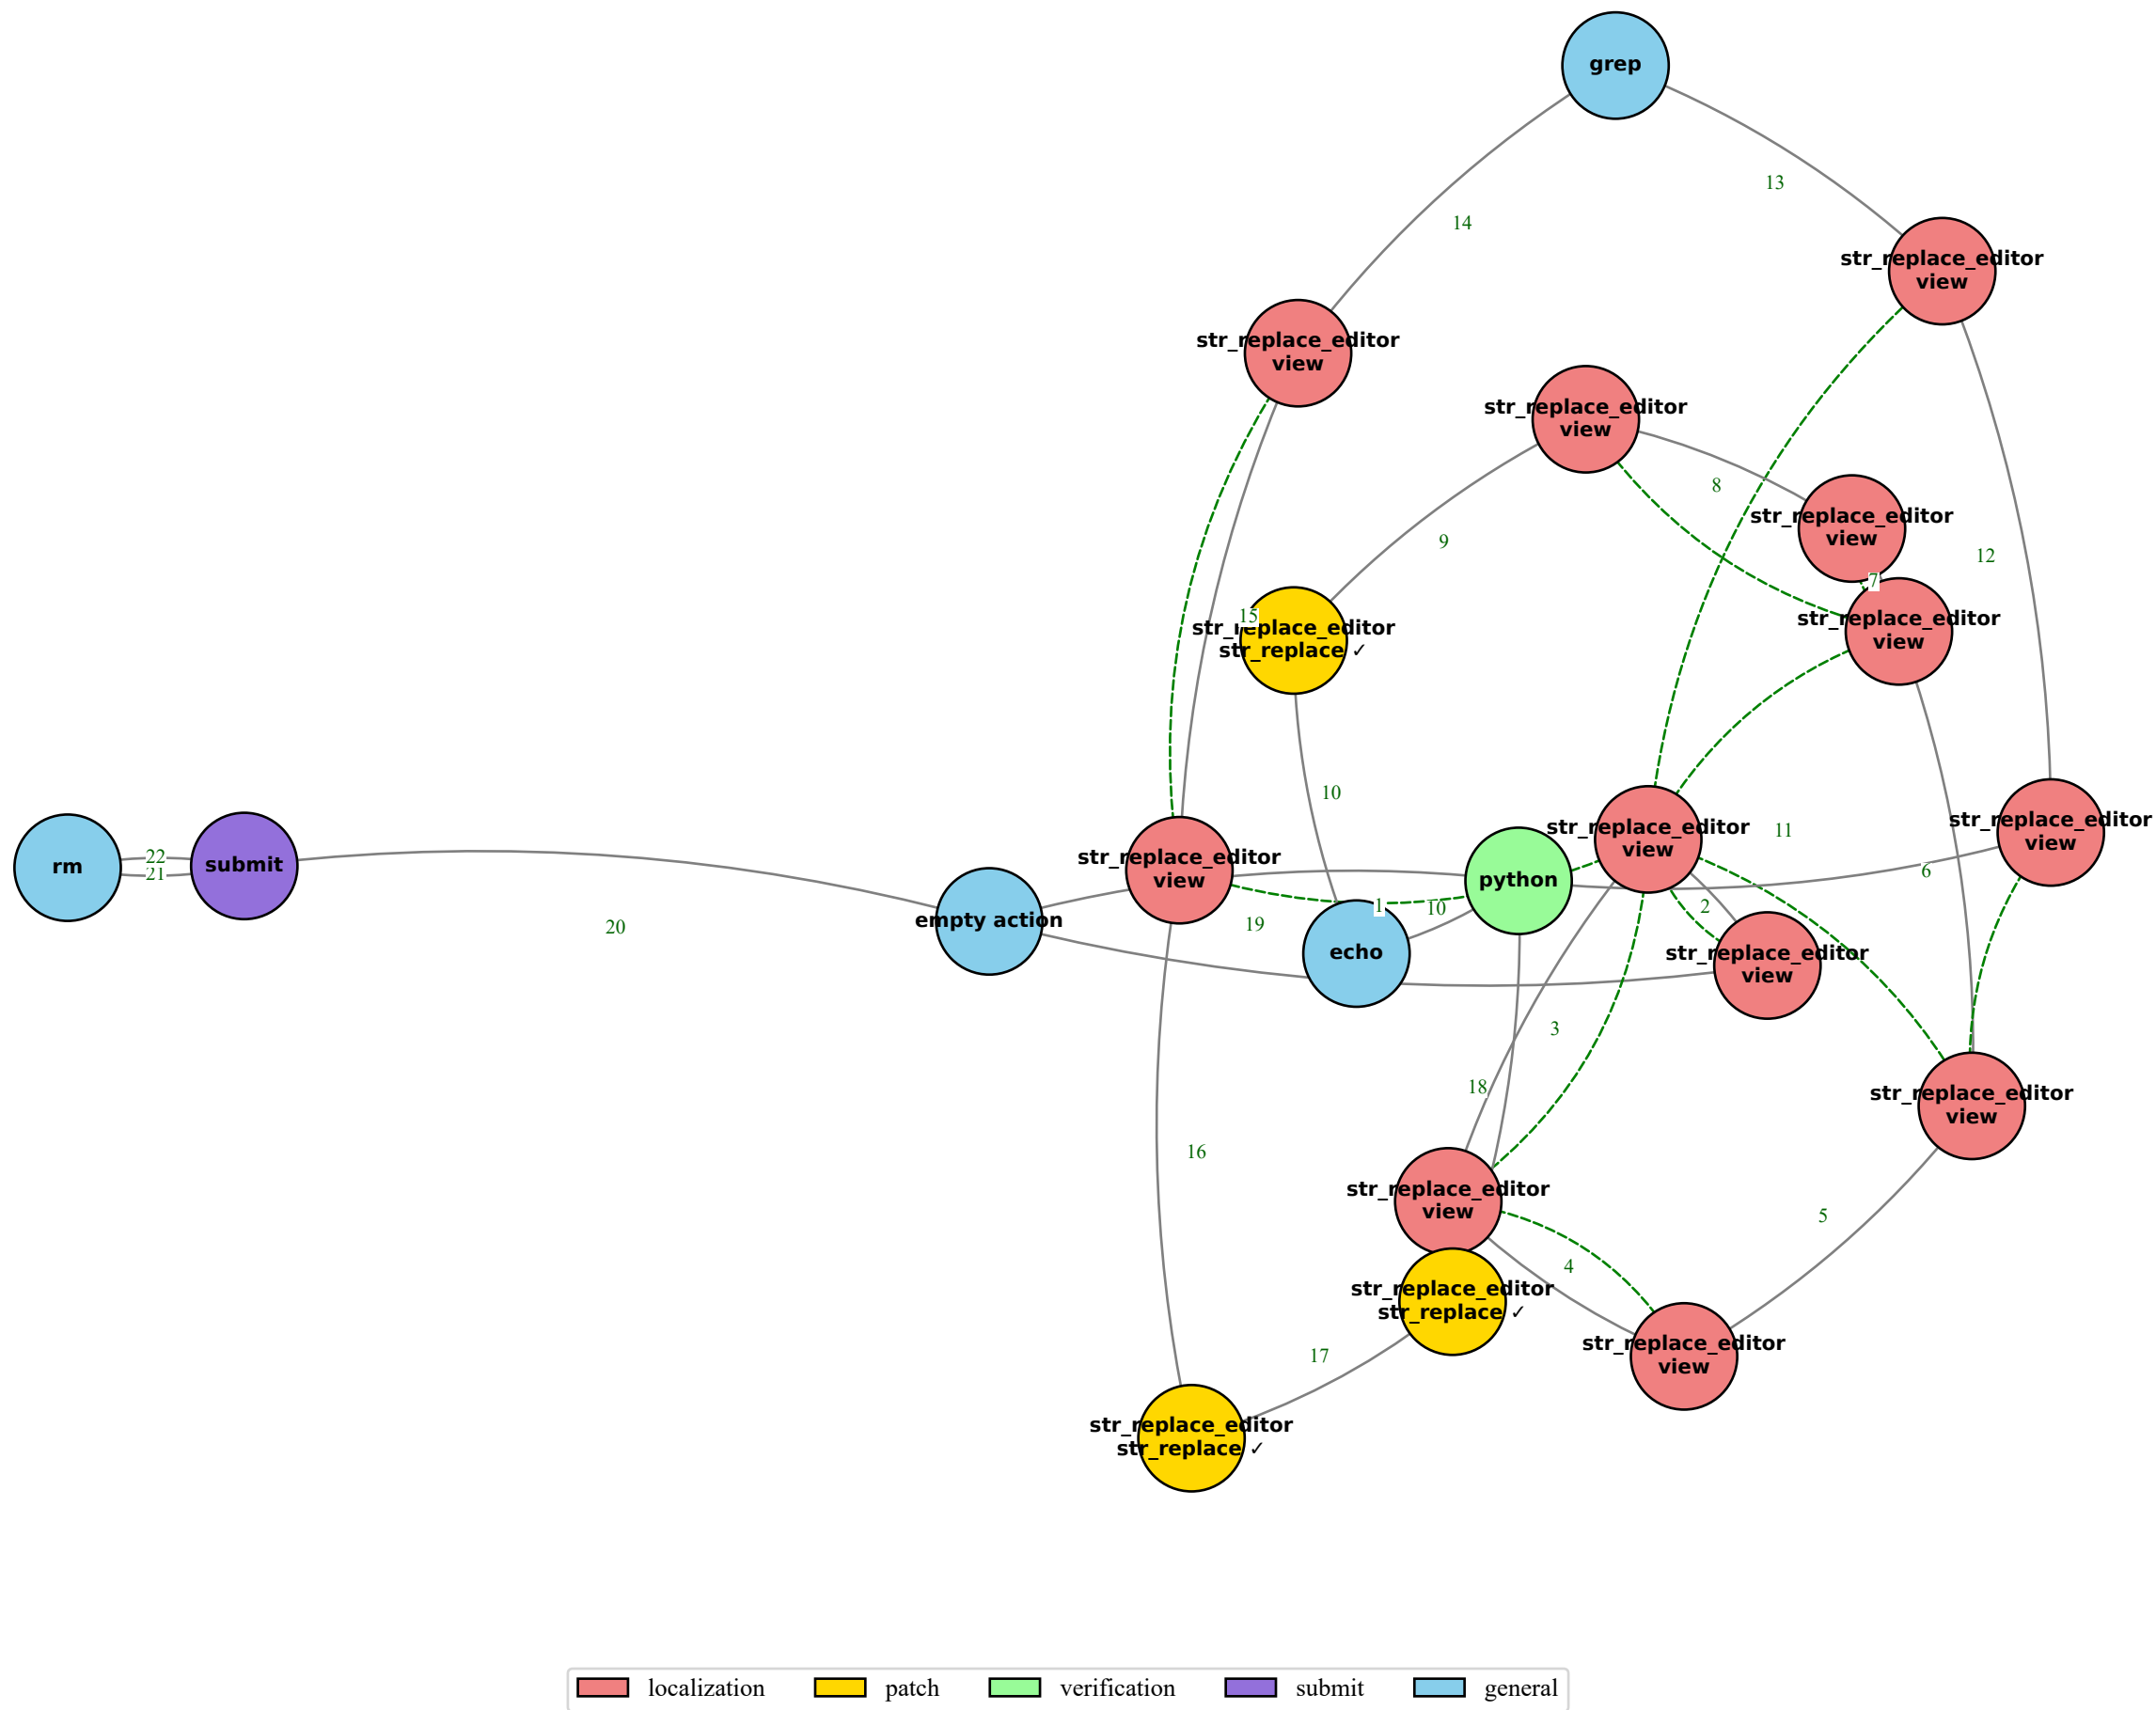 grep
13
14
str_replace_editor
view
str_replace_editor
view
str_replace_editor
view
8
str_replace_editor
view
9
12
7
15
str_replace_editor
view
str_replace_editor
str_replace ✓
10
str_replace_editor
view
11
str_replace_editor
view
22
21
rm
submit
str_replace_editor
view
python
6
1
10
2
empty action
20
19
echo
str_replace_editor
view
3
18
str_replace_editor
view
16
str_replace_editor
view
5
4
str_replace_editor
str_replace ✓
17
str_replace_editor
view
str_replace_editor
str_replace ✓
localization
patch
verification
submit
general